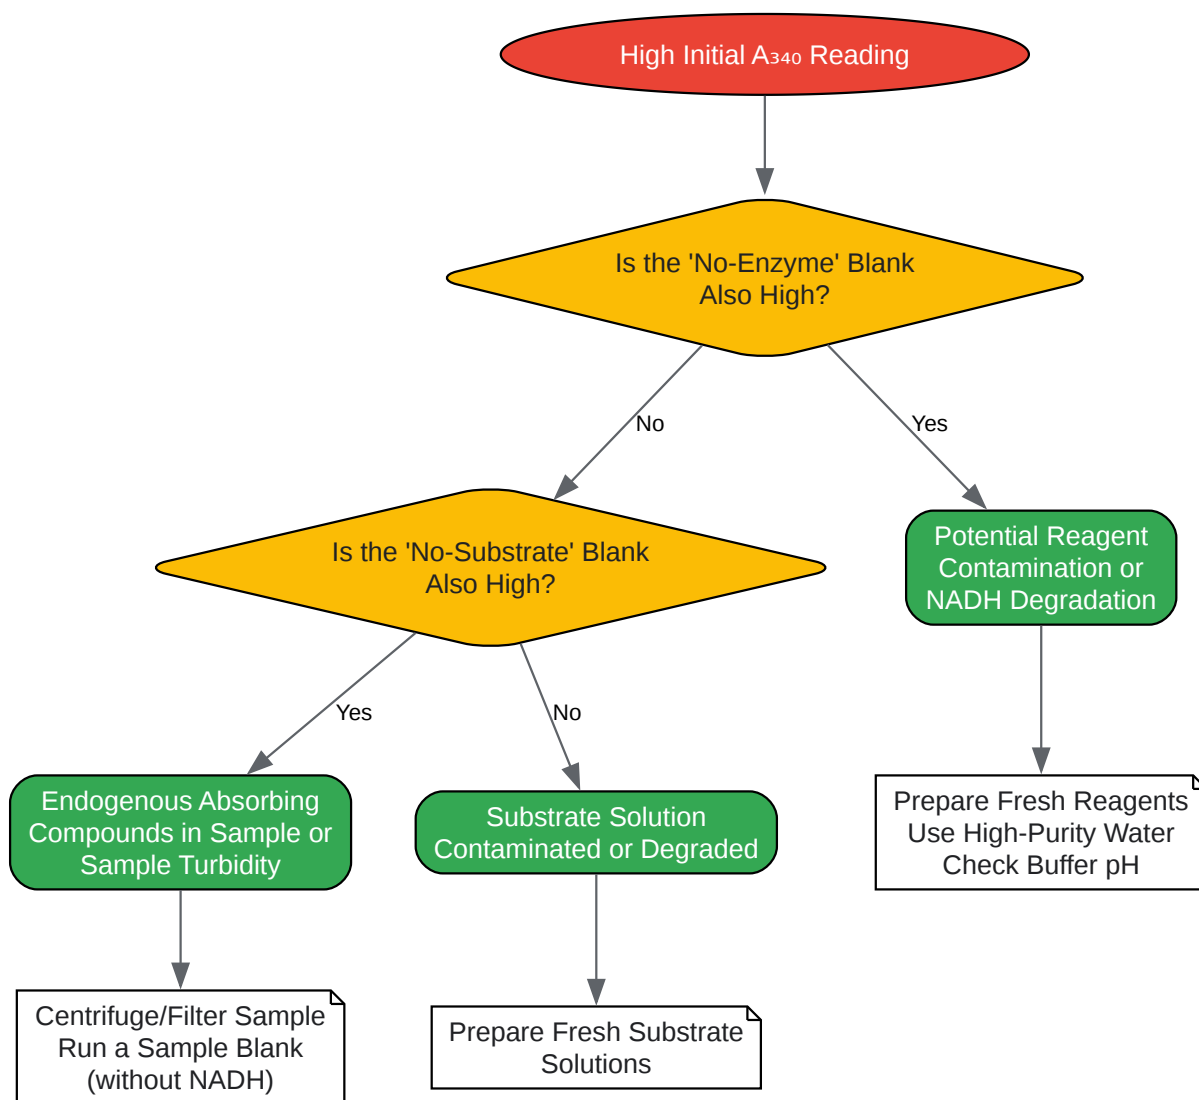 High Initial A₃₄₀ Reading
Is the 'No-Enzyme' Blank
Also High?
No
Yes
Is the 'No-Substrate' Blank
Also High?
Potential Reagent
Contamination or
NADH Degradation
Yes
No
Endogenous Absorbing
Compounds in Sample or
Sample Turbidity
Substrate Solution
Contaminated or Degraded
Prepare Fresh Reagents
Use High-Purity Water
Check Buffer pH
Centrifuge/Filter Sample
Run a Sample Blank
(without NADH)
Prepare Fresh Substrate
Solutions